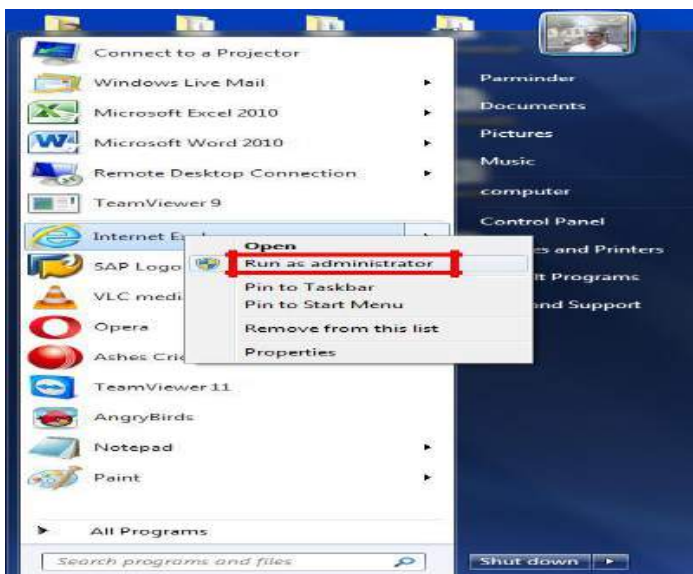 Connect to a Projector
Windows Live Mail
Microsoft Excel 2010
Microsoft Word 2010
Remote Desktop Connection
TeamViewer 9
Internet
SAP Logo
VLC medi
Opera
Ashes Cri
TeamViewer 11
AngryBirds
Notepad
Paint
All Programs
Search programs and files
Open
Run as administrator
Pin to Taskbar
Pin to Start Menu
Remove from this list
Properties
Parminder
Documents
Pictures
Music
computer
Control Panel
es and Printers
lt Programs
nd Support
Shut down